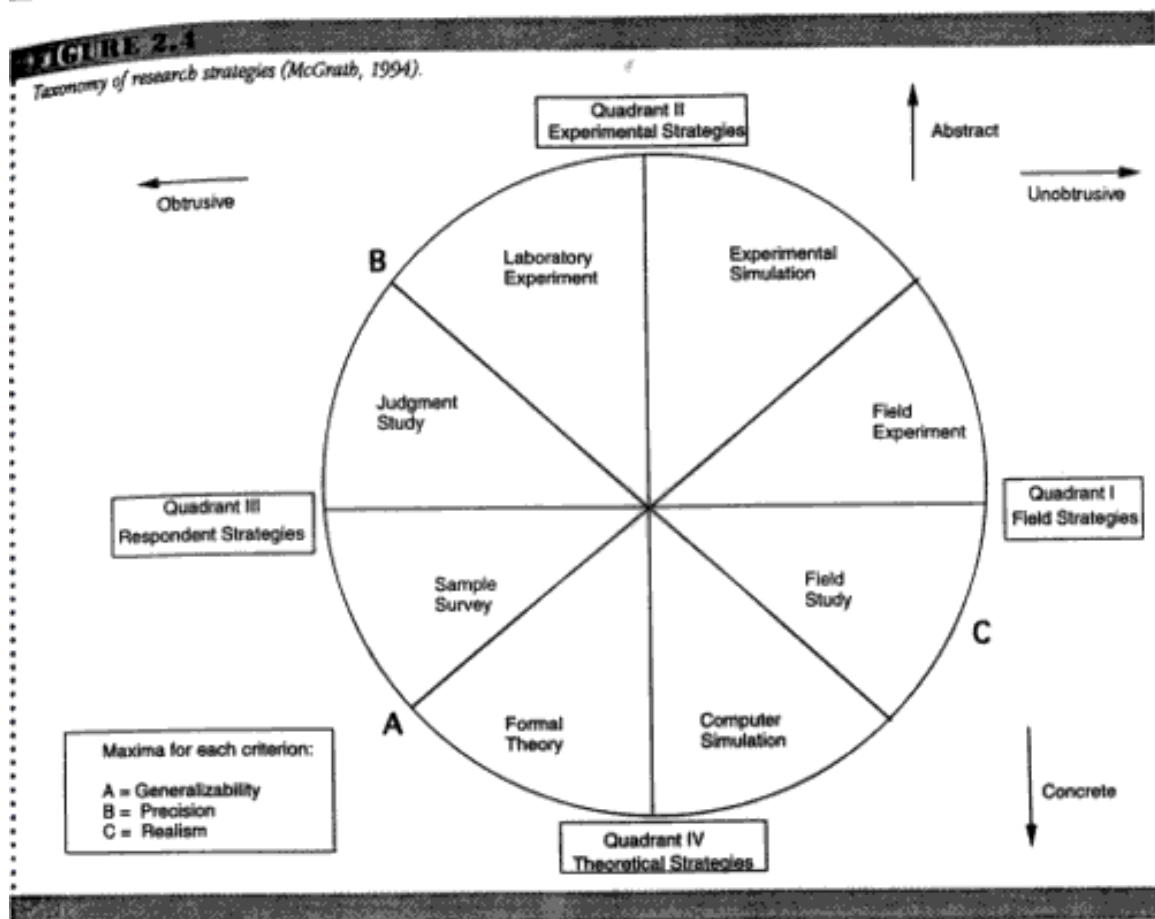 FIGURE 2.4
Taxonomy of research strategies (McGrath, 1994).
Quadrant II
Experimental Strategies
Abstract
Obtrusive
Unobtrusive
B
Laboratory
Experiment
Experimental
Simulation
Judgment
Study
Field
Experiment
Quadrant III
Respondent Strategies
Quadrant I
Field Strategies
Sample
Survey
Field
Study
C
A
Formal
Theory
Computer
Simulation
Maxima for each criterion:
A = Generalizability
B = Precision
C = Realism
Concrete
Quadrant IV
Theoretical Strategies